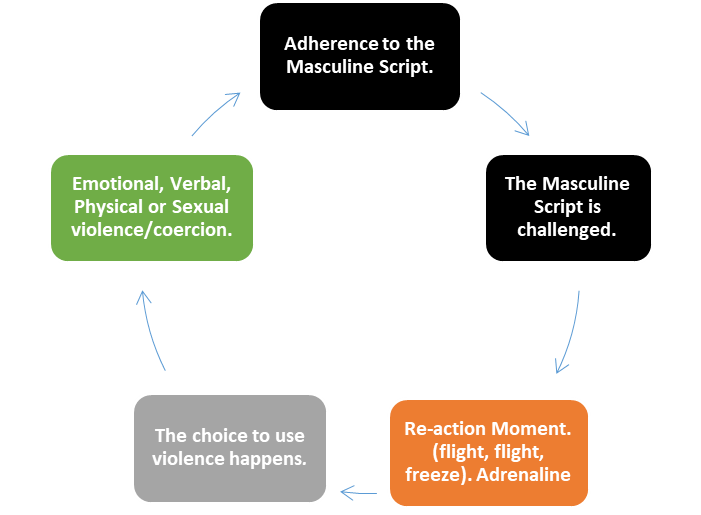 Adherence to the
Masculine Script.
The Masculine
Script is
challenged.
Re-action Moment.
(flight, flight,
freeze). Adrenaline
The choice to use
violence happens.
Emotional, Verbal,
Physical or Sexual
violence/coercion.